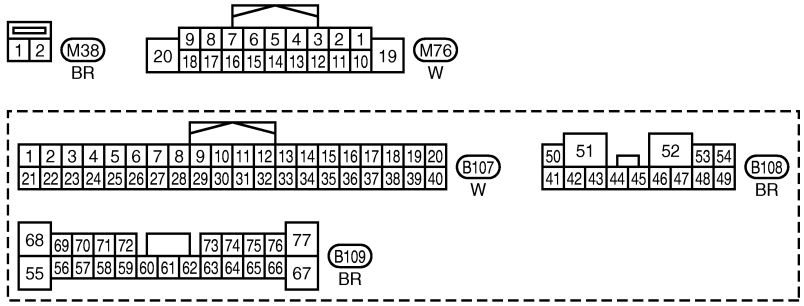 9 8 7 6 5 4 3 2 1
1 2 M38 20 19 M76
18 17 16 15 14 13 12 11 10
BR W
1 2 3 4 5 6 7 8 9 10 11 12 13 14 15 16 17 18 19 20 50 51 52 53 54
B107 B108
21 22 23 24 25 26 27 28 29 30 31 32 33 34 35 36 37 38 39 40 41 42 43 44 45 46 47 48 49
W BR
68 69 70 71 72 73 74 75 76 77
B109
55 56 57 58 59 60 61 62 63 64 65 66 67
BR